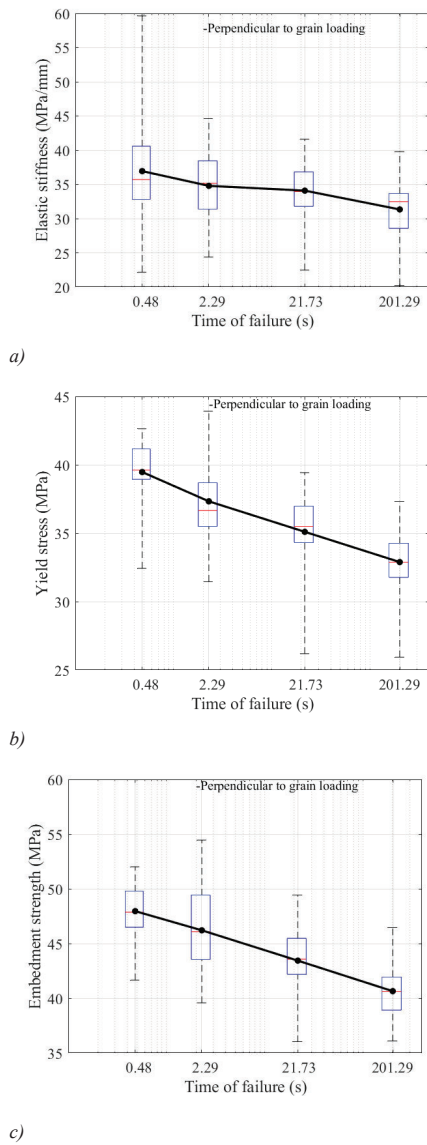 60
-Perpendicular to grain loading
55
50
45
40
35
30
25
20
Elastic stiffness (MPa/mm)
0.48 2.29 21.73 201.29
Time of failure (s)
a)
45
-Perpendicular to grain loading
40
35
30
25
Yield stress (MPa)
0.48 2.29 21.73 201.29
Time of failure (s)
b)
60
-Perpendicular to grain loading
50
45
40
35
Embedment strength (MPa)
0.48 2.29 21.73 201.29
Time of failure (s)
c)